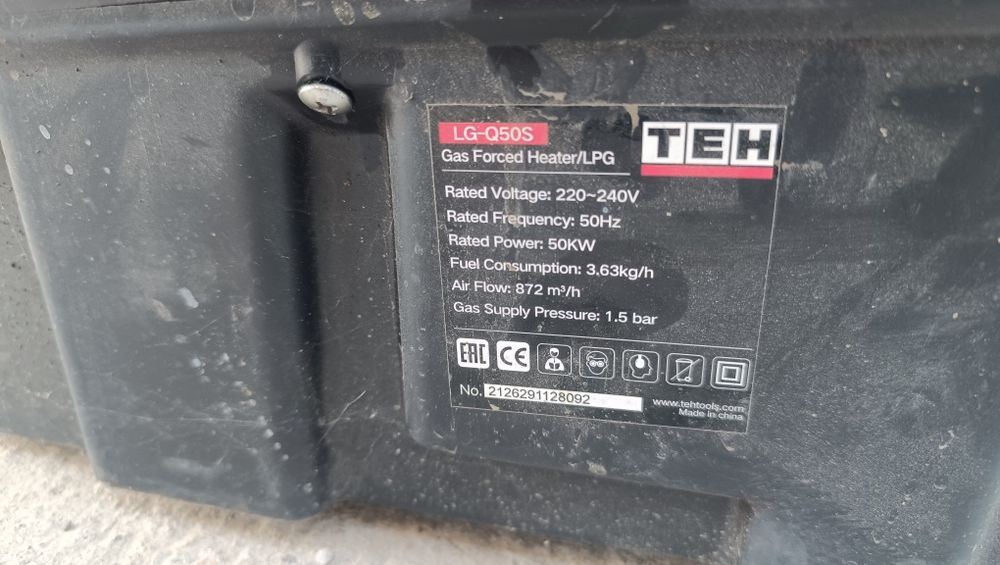 LG-Q50S
TEH
Gas Forced Heater/LPG
Rated Voltage: 220~240V
Rated Frequency: 50Hz
Rated Power: 50KW
Fuel Consumption: 3.63kg/h
Air Flow: 872 m³/h
Gas Supply Pressure: 1.5 bar
EAC CE
No. 2126291128092
www.tehtools.com
Made in china